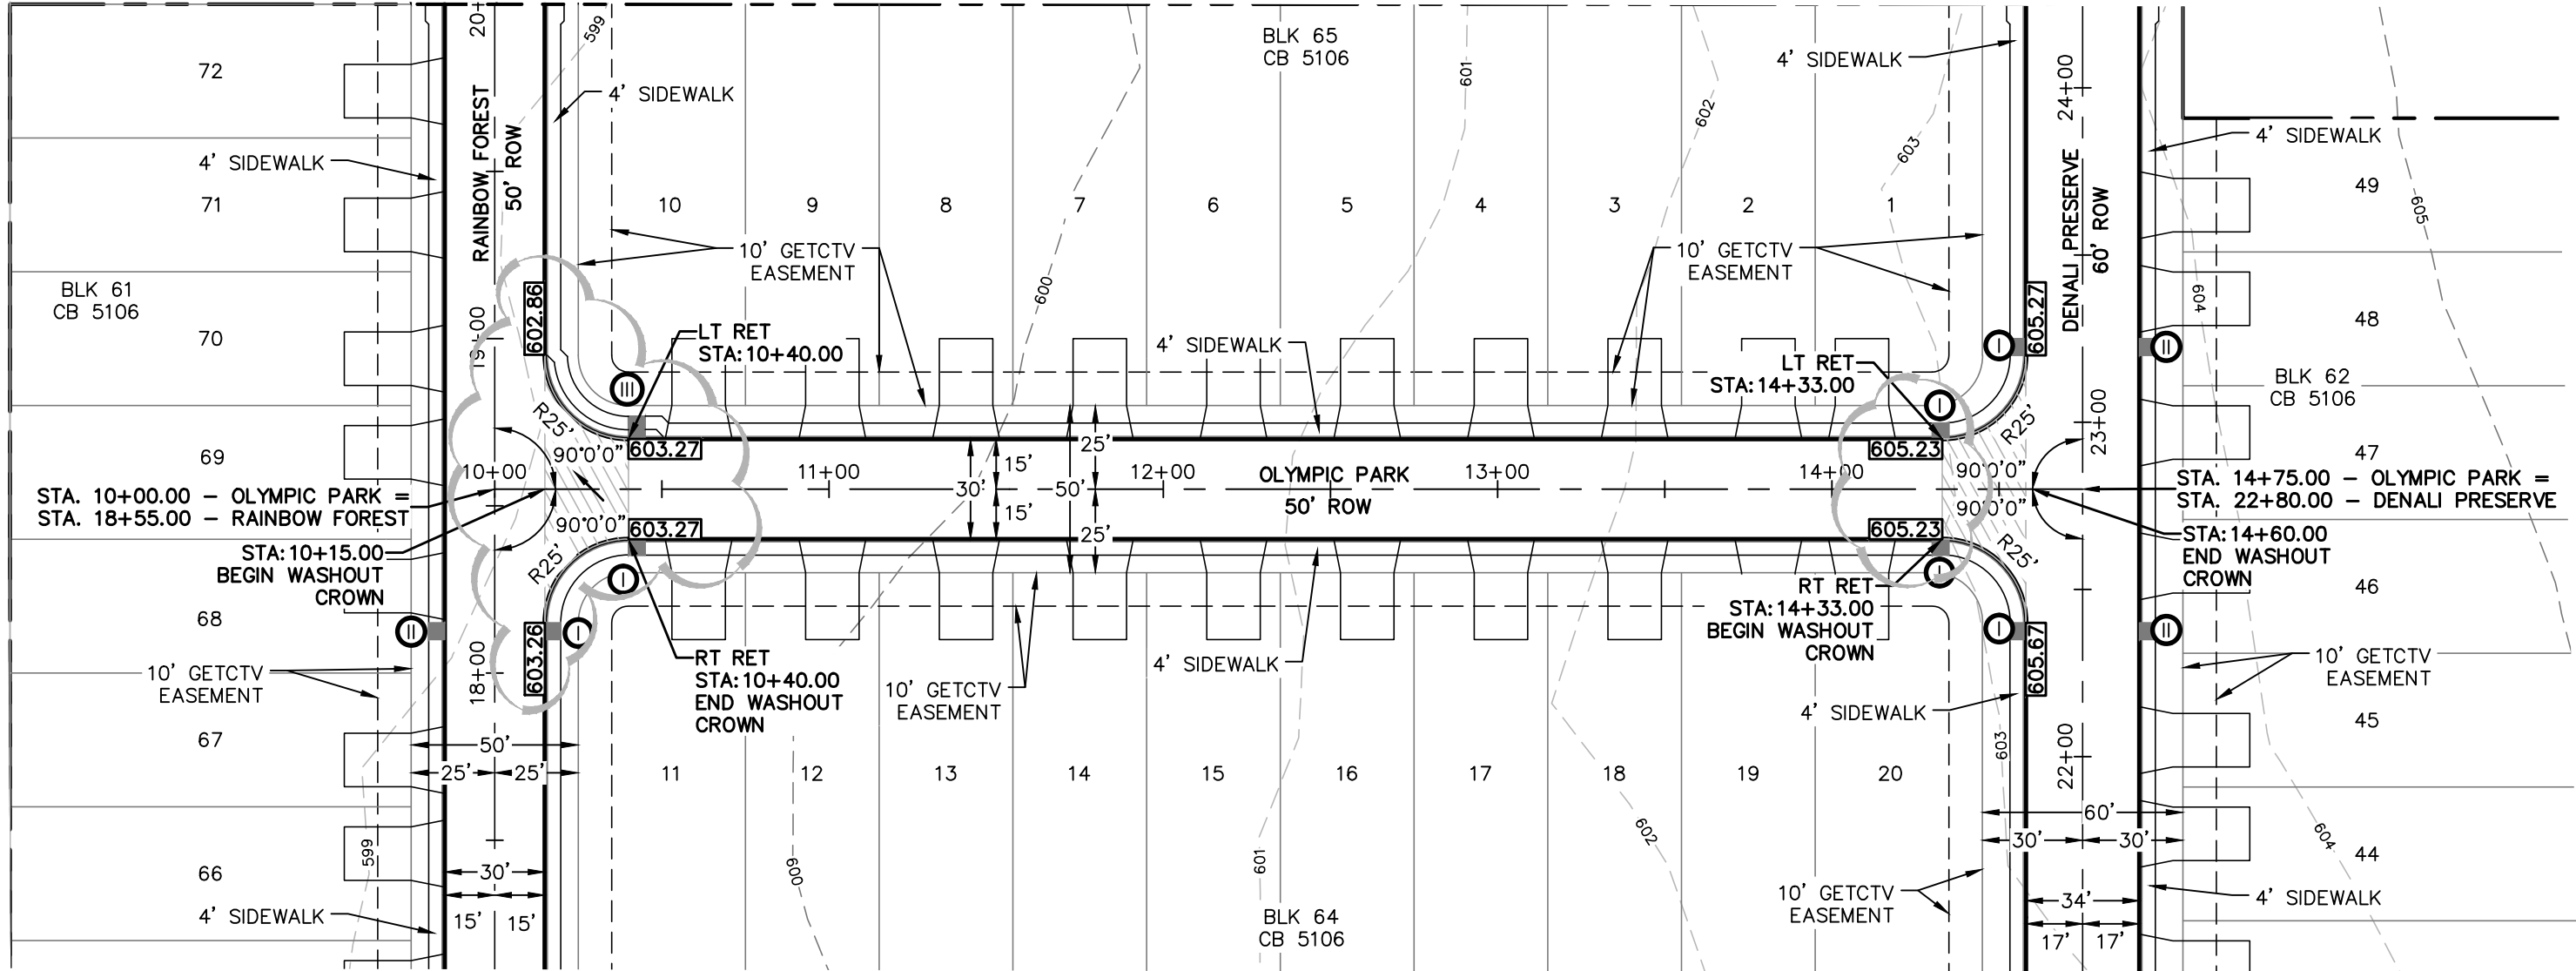 72
71
BLK 61
CB 5106
70
69
68
67
66
4' SIDEWALK
4' SIDEWALK
10' GETCTV
EASEMENT
STA. 10+00.00 – OLYMPIC PARK =
STA. 18+55.00 – RAINBOW FOREST
STA:10+15.00
BEGIN WASHOUT
CROWN
20+
RAINBOW FOREST
50' ROW
19+00
18+00
602.86
603.26
599
599
4' SIDEWALK
50'
25'
25'
30'
15'
15'
R25'
R25'
90°0'0"
90°0'0"
III
I
I
II
LT RET
STA:10+40.00
603.27
603.27
RT RET
STA:10+40.00
END WASHOUT
CROWN
10' GETCTV
EASEMENT
BLK 65
CB 5106
10
9
8
7
6
5
4
3
2
1
600
601
602
603
4' SIDEWALK
10' GETCTV
EASEMENT
4' SIDEWALK
LT RET
STA:14+33.00
10+00
11+00
12+00
13+00
14+00
OLYMPIC PARK
50' ROW
15'
15'
30'
50'
25'
25'
605.23
605.23
10' GETCTV
EASEMENT
4' SIDEWALK
RT RET
STA:14+33.00
BEGIN WASHOUT
CROWN
4' SIDEWALK
11
12
13
14
15
16
17
18
19
20
600
601
602
603
BLK 64
CB 5106
10' GETCTV
EASEMENT
I
I
I
I
R25'
R25'
90°0'0"
90°0'0"
605.27
605.67
DENALI PRESERVE
60' ROW
24+00
23+00
22+00
60'
30'
30'
34'
17'
17'
II
II
4' SIDEWALK
49
48
BLK 62
CB 5106
47
STA. 14+75.00 – OLYMPIC PARK =
STA. 22+80.00 – DENALI PRESERVE
STA:14+60.00
END WASHOUT
CROWN
46
10' GETCTV
EASEMENT
45
44
4' SIDEWALK
604
605
604